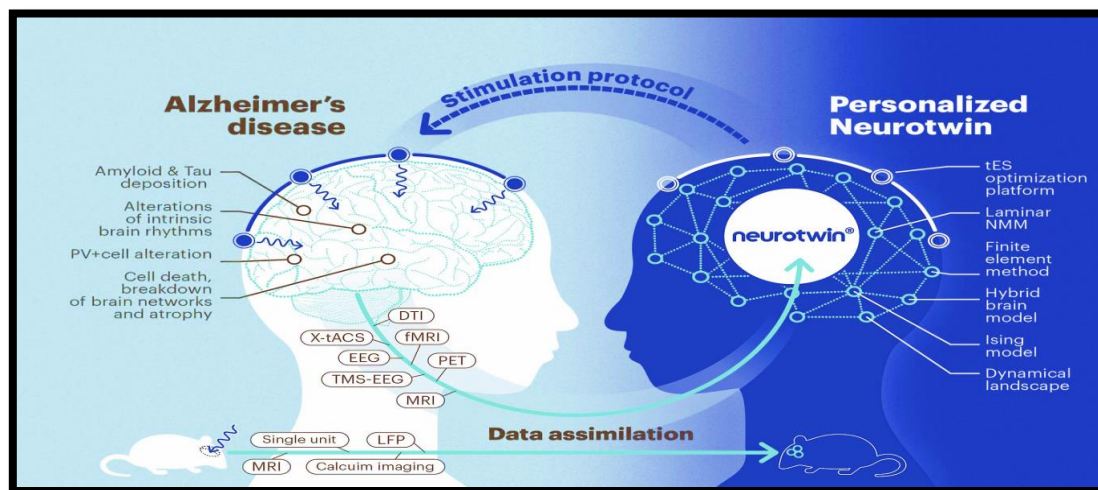 Alzheimer's
disease
Amyloid & Tau
deposition
Alterations
of intrinsic
brain rhythms
PV+cell alteration
Cell death,
breakdown
of brain networks
and atrophy
Stimulation protocol
Personalized
Neurotwin
neurotwin®
tES
optimization
platform
Laminar
NMM
Finite
element
method
Hybrid
brain
model
Ising
model
Dynamical
landscape
DTI
X-tACS
fMRI
EEG
PET
TMS-EEG
MRI
Data assimilation
Single unit
LFP
MRI
Calcuim imaging